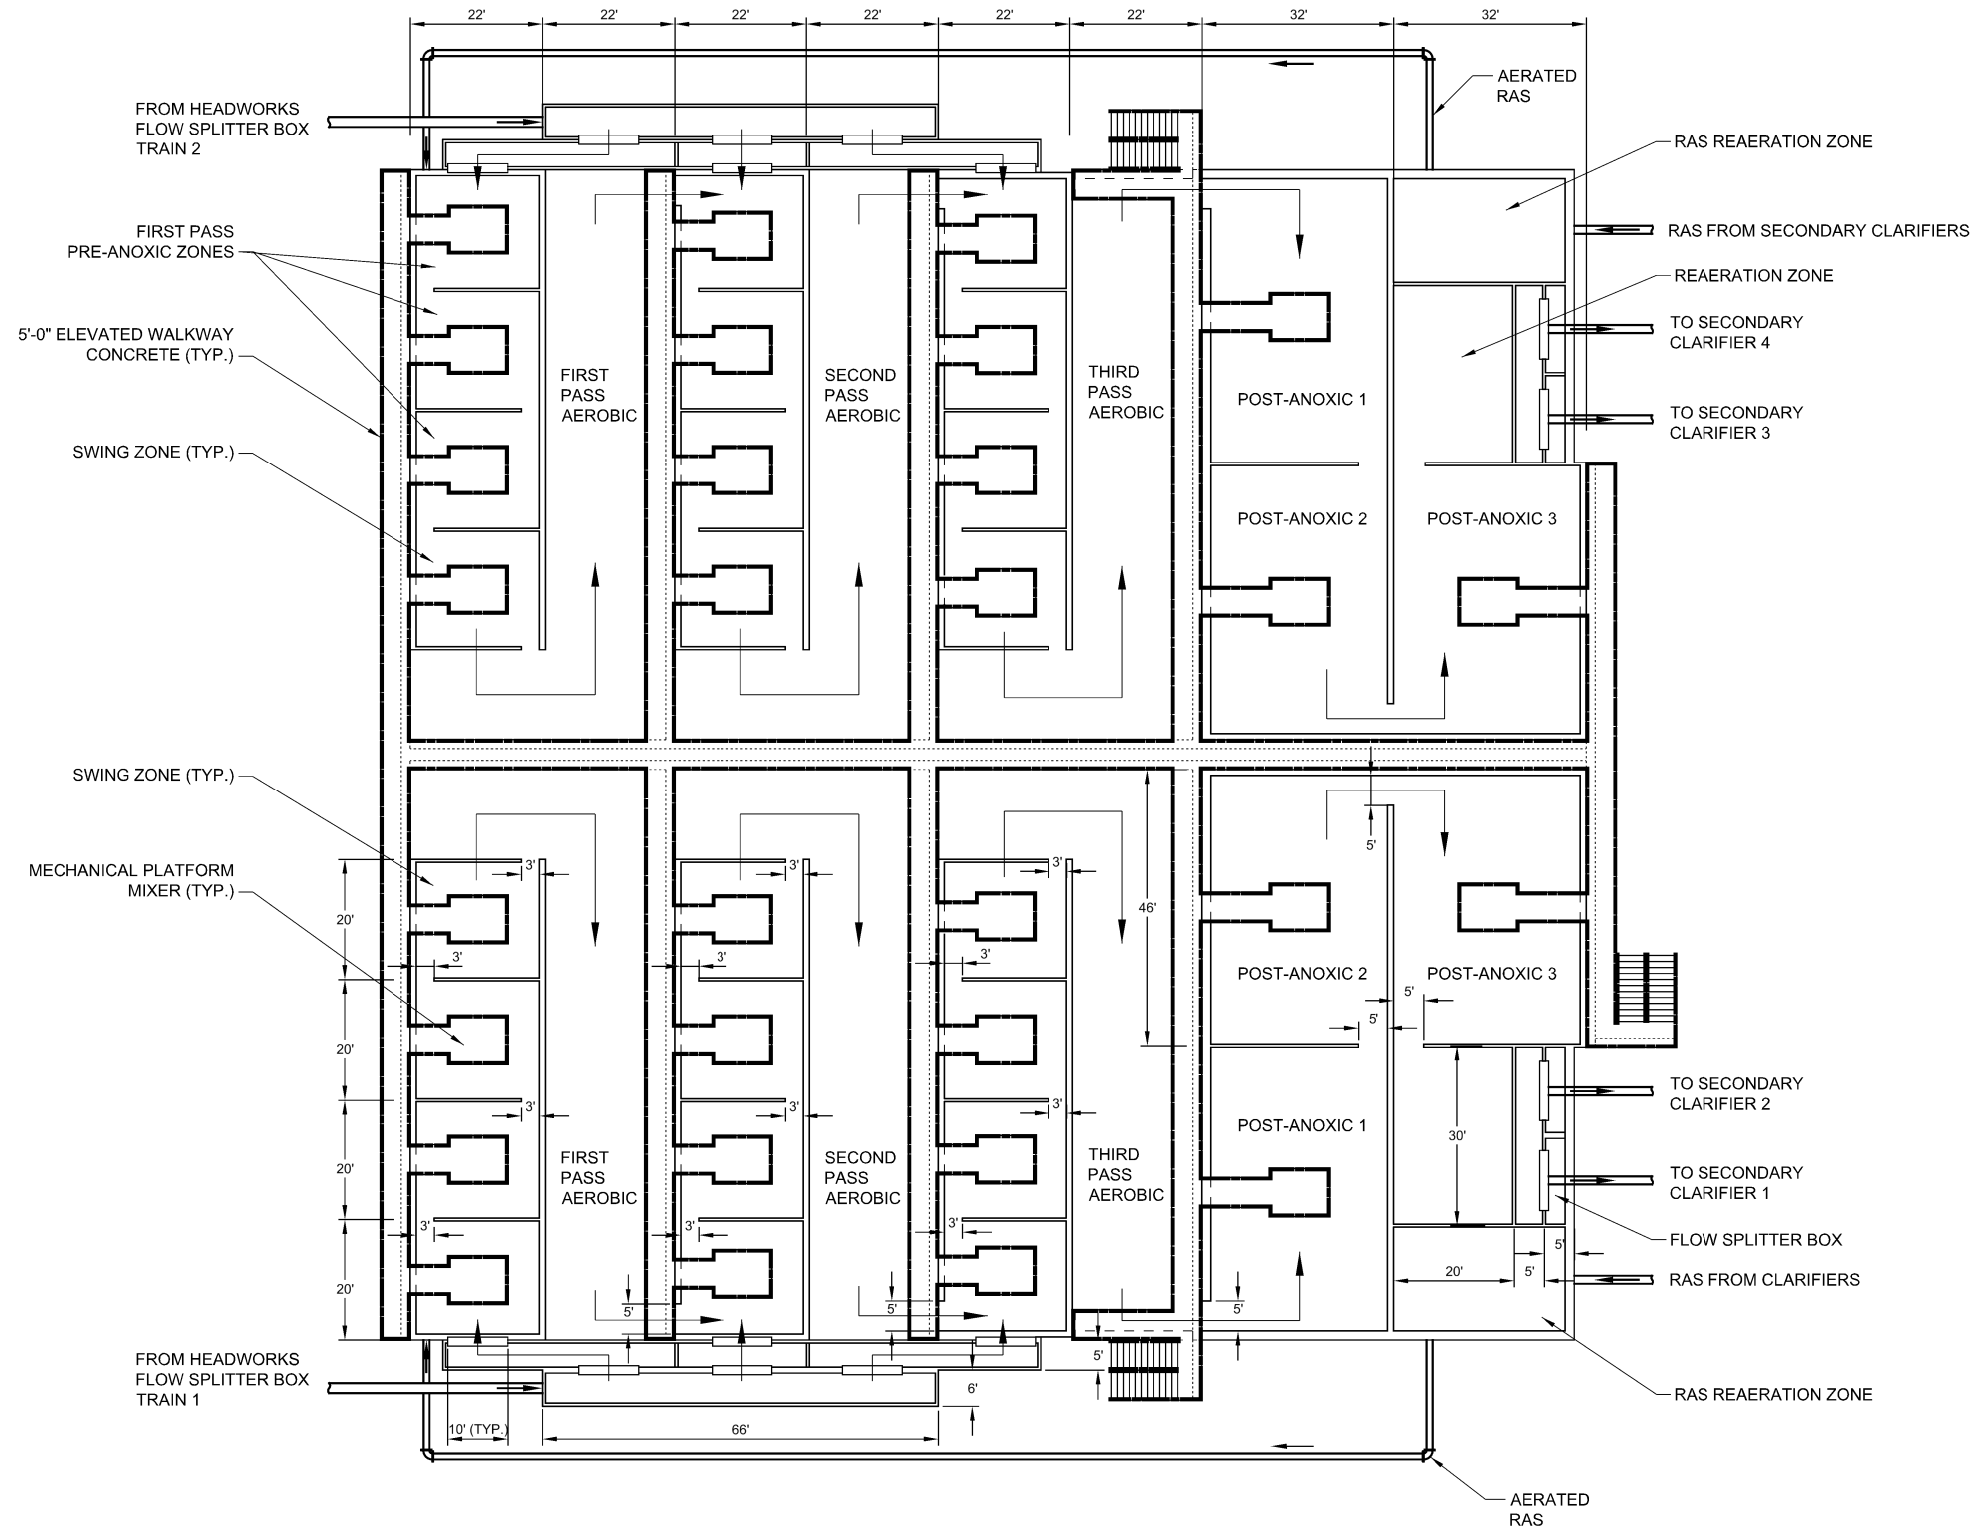 22'
22'
22'
22'
22'
22'
32'
32'
AERATED
RAS
FROM HEADWORKS
FLOW SPLITTER BOX
TRAIN 2
RAS REAERATION ZONE
FIRST PASS
PRE-ANOXIC ZONES
RAS FROM SECONDARY CLARIFIERS
REAERATION ZONE
5'-0" ELEVATED WALKWAY
CONCRETE (TYP.)
TO SECONDARY
CLARIFIER 4
FIRST
PASS
AEROBIC
SECOND
PASS
AEROBIC
THIRD
PASS
AEROBIC
POST-ANOXIC 1
TO SECONDARY
CLARIFIER 3
SWING ZONE (TYP.)
POST-ANOXIC 2
POST-ANOXIC 3
SWING ZONE (TYP.)
5'
MECHANICAL PLATFORM
MIXER (TYP.)
3'
3'
3'
20'
46'
3'
3'
3'
POST-ANOXIC 2
POST-ANOXIC 3
5'
5'
20'
TO SECONDARY
CLARIFIER 2
3'
3'
3'
POST-ANOXIC 1
30'
20'
FIRST
PASS
AEROBIC
SECOND
PASS
AEROBIC
THIRD
PASS
AEROBIC
TO SECONDARY
CLARIFIER 1
3'
3'
3'
FLOW SPLITTER BOX
5'
20'
5'
20'
RAS FROM CLARIFIERS
5'
5'
5'
FROM HEADWORKS
FLOW SPLITTER BOX
TRAIN 1
5'
6'
RAS REAERATION ZONE
10' (TYP.)
66'
AERATED
RAS